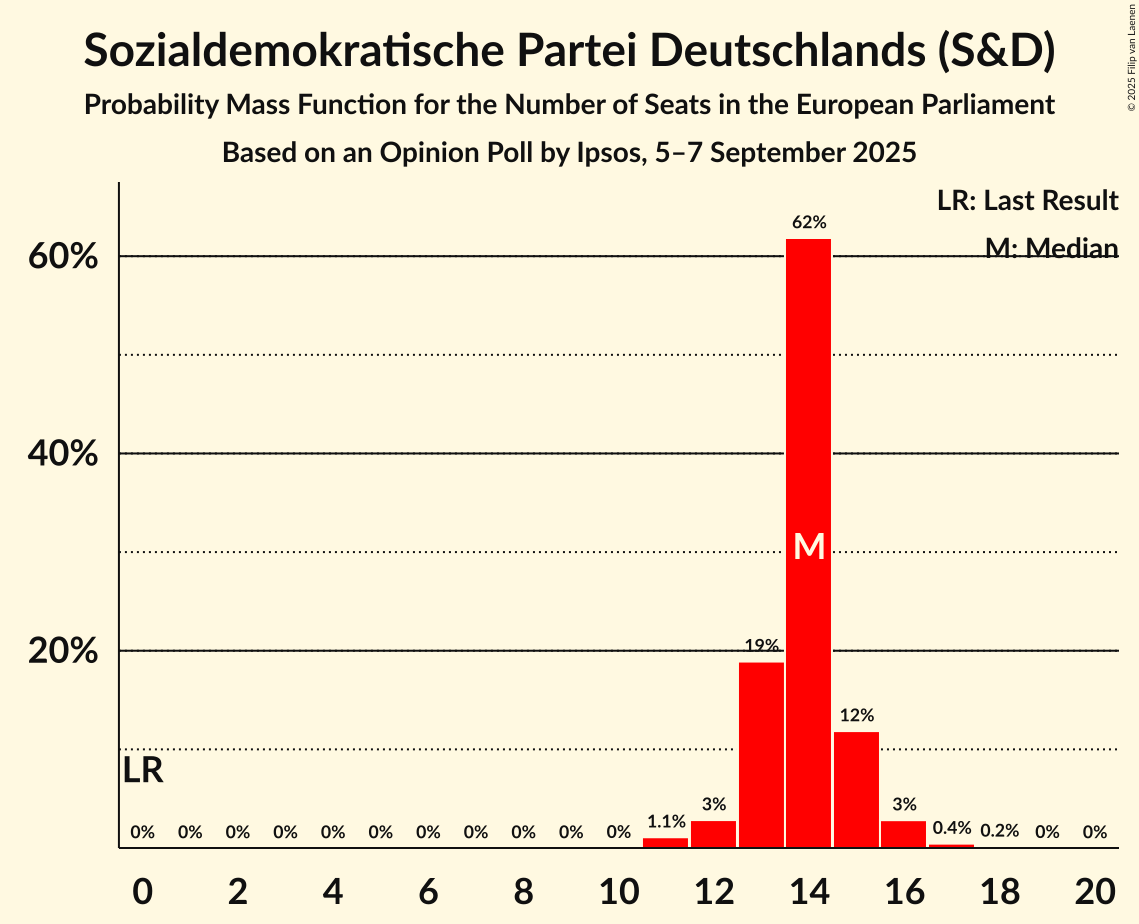 Sozialdemokratische Partei Deutschlands (S&D)
Probability Mass Function for the Number of Seats in the European Parliament
Based on an Opinion Poll by Ipsos, 5–7 September 2025
© 2025 Filip van Laenen
LR: Last Result
M: Median
60%
40%
20%
62%
M
19%
12%
LR
0% 0% 0% 0% 0% 0% 0% 0% 0% 0% 0% 1.1% 3% 3% 0.4% 0.2% 0% 0%
0 2 4 6 8 10 12 14 16 18 20